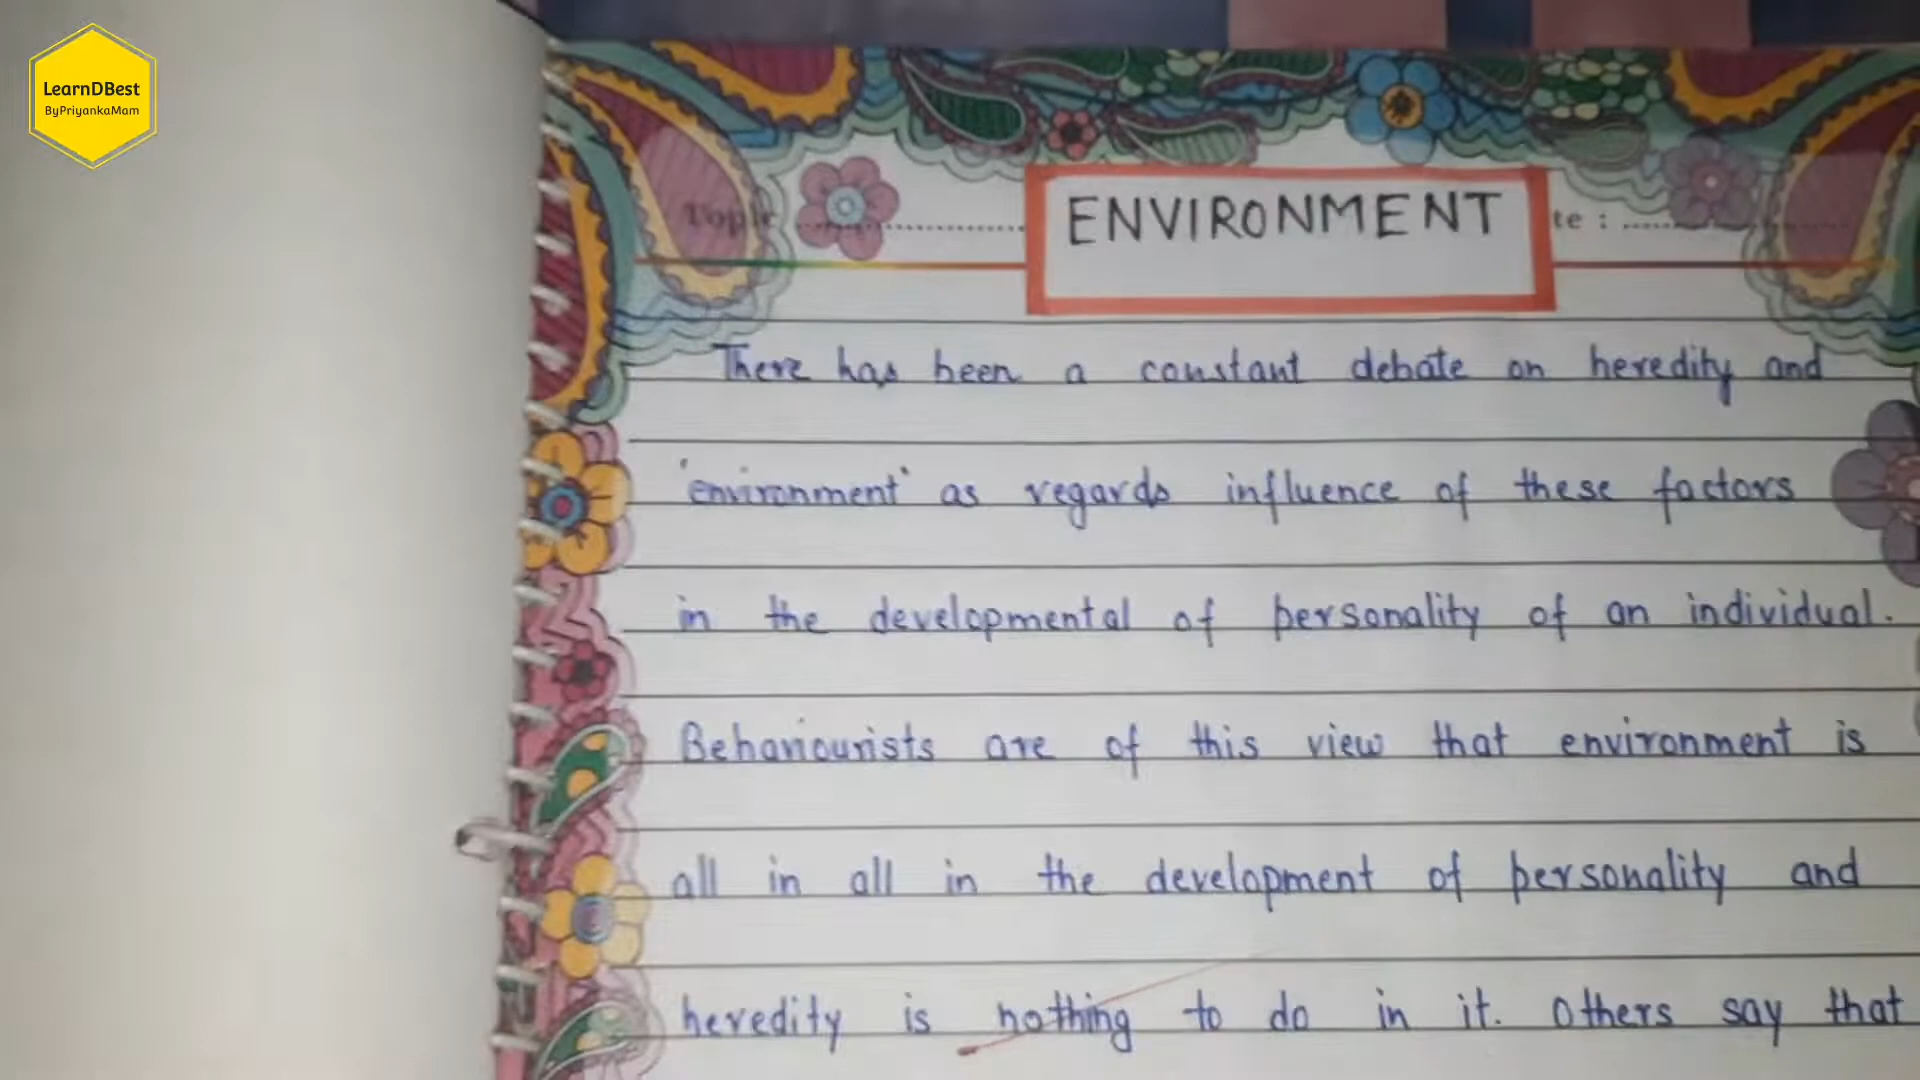 LearnDBest
ByPriyankaMam
Topic
ENVIRONMENT
te :
There has been a constant debate on heredity and
'environment' as regards influence of these factors
in the developmental of personality of an individual.
Behaviourists are of this view that environment is
all in all in the development of personality and
heredity is nothing to do in it. Others say that